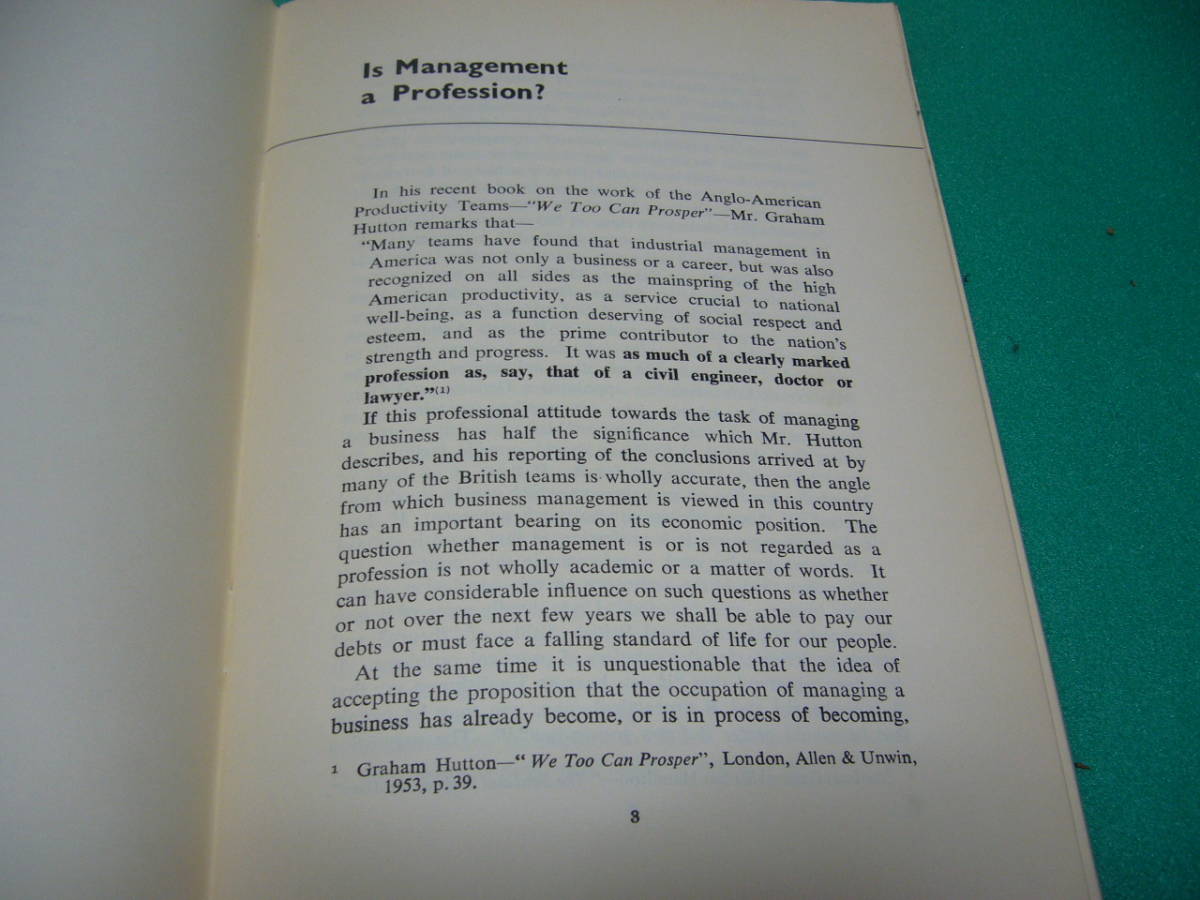 Is Management
a Profession?
In his recent book on the work of the Anglo-American
Productivity Teams—"We Too Can Prosper"—Mr. Graham
Hutton remarks that—
"Many teams have found that industrial management in
America was not only a business or a career, but was also
recognized on all sides as the mainspring of the high
American productivity, as a service crucial to national
well-being, as a function deserving of social respect and
esteem, and as the prime contributor to the nation's
strength and progress. It was as much of a clearly marked
profession as, say, that of a civil engineer, doctor or
lawyer."(1)
If this professional attitude towards the task of managing
a business has half the significance which Mr. Hutton
describes, and his reporting of the conclusions arrived at by
many of the British teams is wholly accurate, then the angle
from which business management is viewed in this country
has an important bearing on its economic position. The
question whether management is or is not regarded as a
profession is not wholly academic or a matter of words. It
can have considerable influence on such questions as whether
or not over the next few years we shall be able to pay our
debts or must face a falling standard of life for our people.
At the same time it is unquestionable that the idea of
accepting the proposition that the occupation of managing a
business has already become, or is in process of becoming,
1 Graham Hutton—" We Too Can Prosper", London, Allen & Unwin,
1953, p. 39.
3